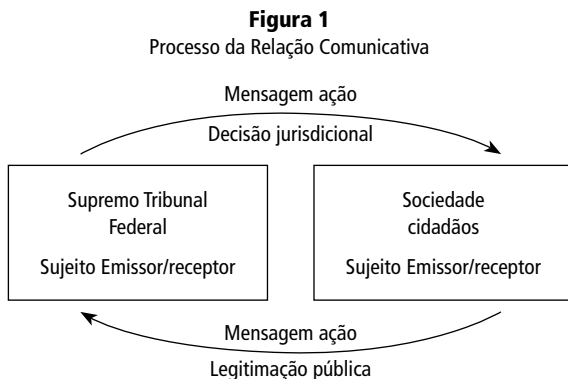 Figura 1
Processo da Relação Comunicativa
Mensagem ação
Decisão jurisdicional
Supremo Tribunal
Federal
Sujeito Emissor/receptor
Sociedade
cidadãos
Sujeito Emissor/receptor
Mensagem ação
Legitimação pública